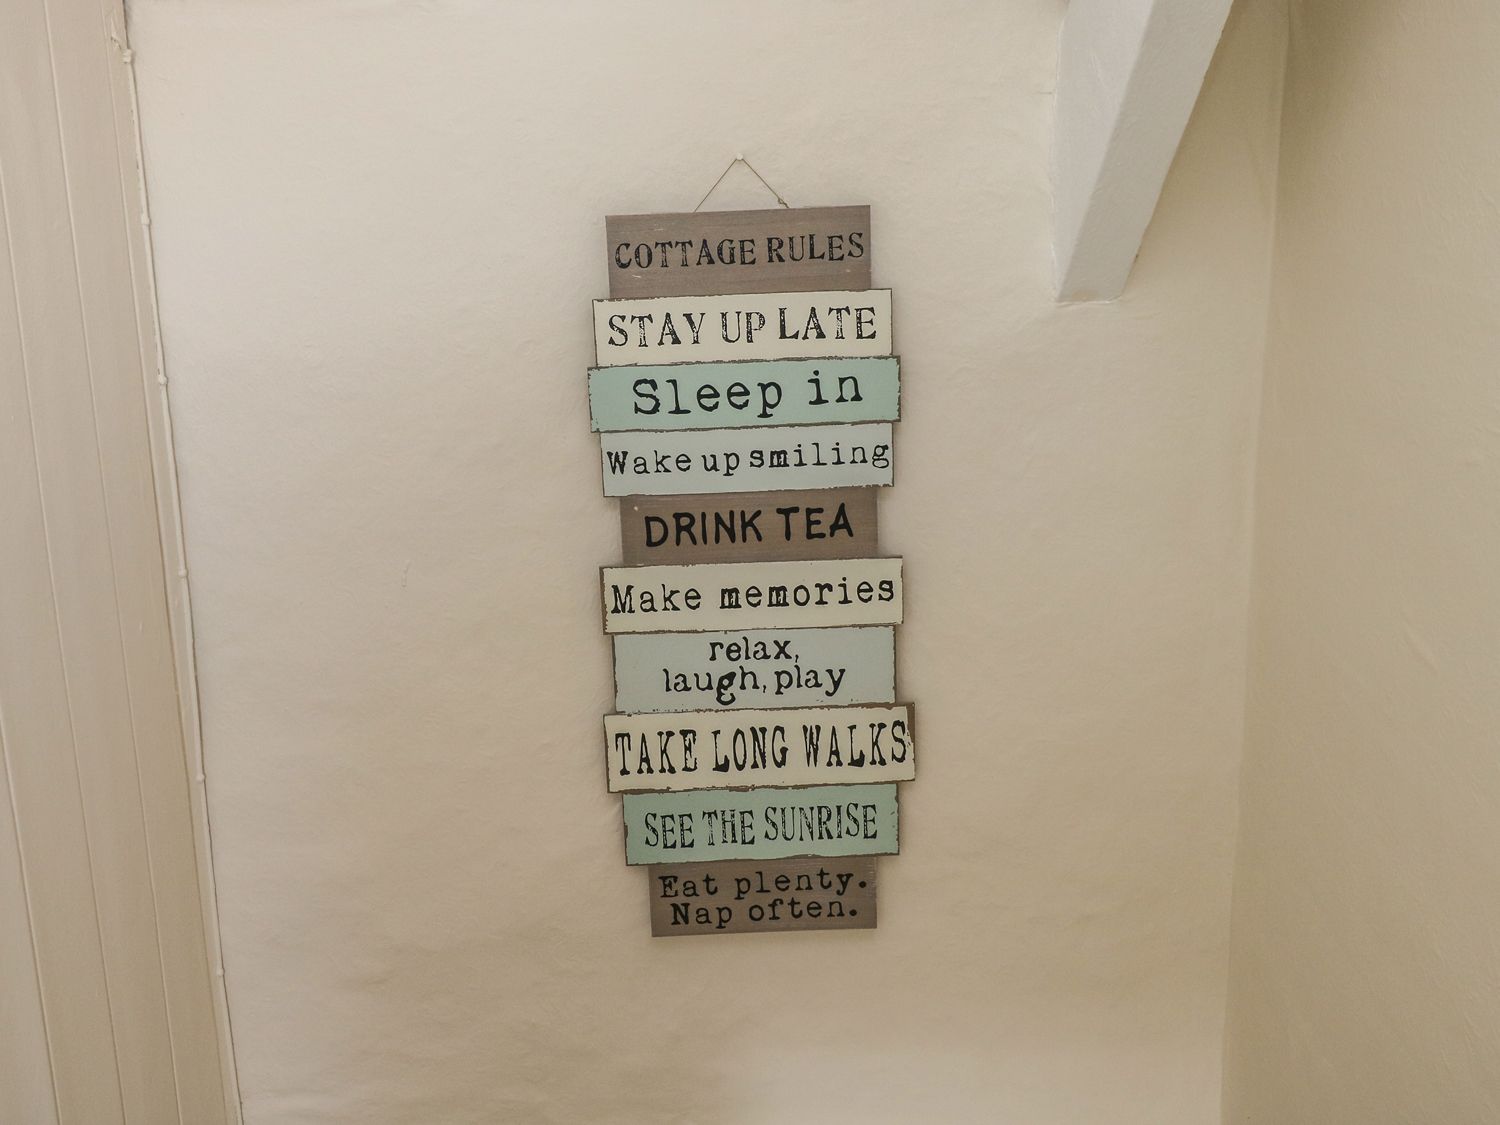 COTTAGE RULES
STAY UP LATE
Sleep in
Wake up smiling
DRINK TEA
Make memories
relax,
laugh, play
TAKE LONG WALKS
SEE THE SUNRISE
Eat plenty.
Nap often.